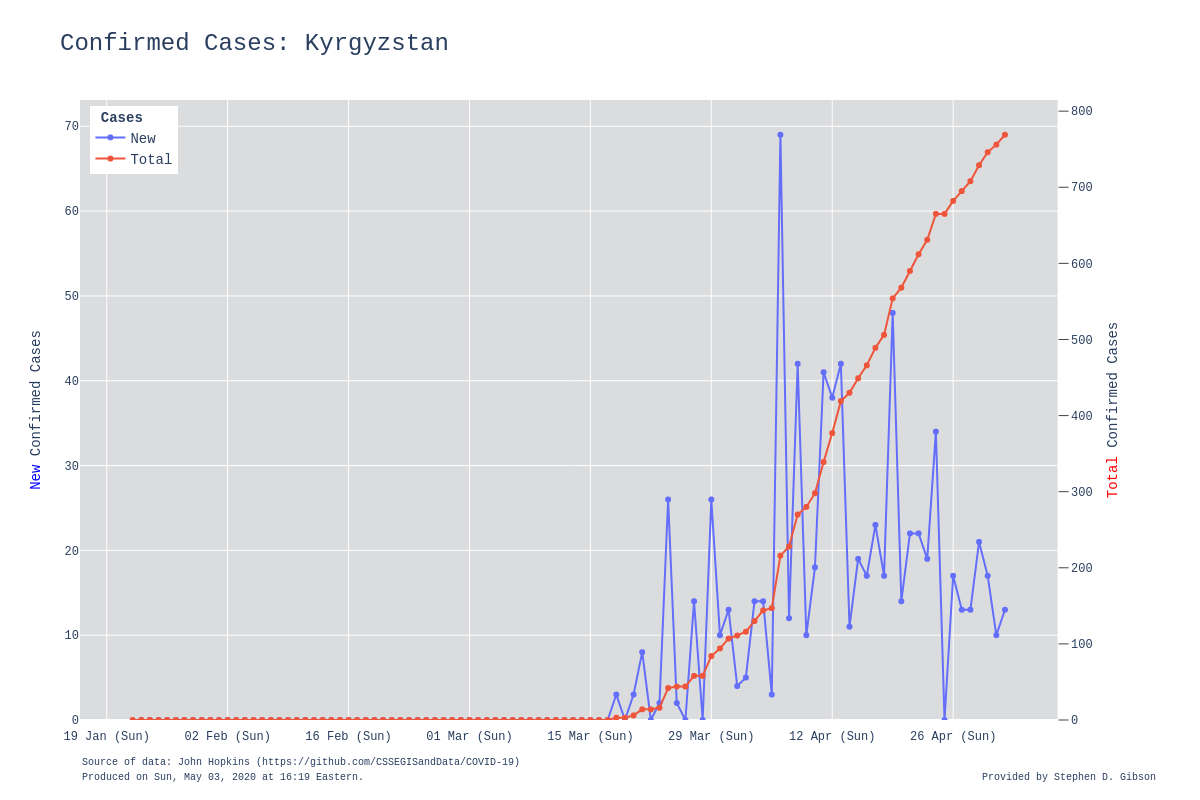 Confirmed Cases: Kyrgyzstan
Cases
New
Total
70
60
50
40
30
20
10
0
New Confirmed Cases
800
700
600
500
400
300
200
100
0
Total Confirmed Cases
19 Jan (Sun) 02 Feb (Sun) 16 Feb (Sun) 01 Mar (Sun) 15 Mar (Sun) 29 Mar (Sun) 12 Apr (Sun) 26 Apr (Sun)
Source of data: John Hopkins (https://github.com/CSSEGISandData/COVID-19)
Produced on Sun, May 03, 2020 at 16:19 Eastern.
Provided by Stephen D. Gibson